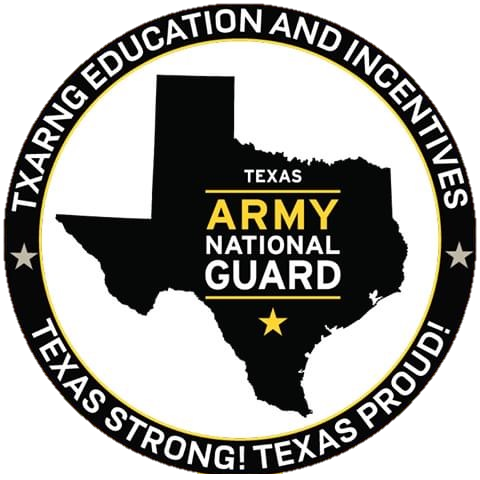 TXARNG EDUCATION AND INCENTIVES
TEXAS
ARMY
NATIONAL
GUARD
TEXAS STRONG! TEXAS PROUD!